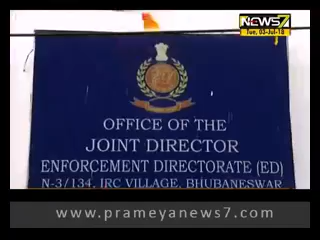 NEWS7
Tue, 03-Jul-18
OFFICE OF THE
JOINT DIRECTOR
ENFORCEMENT DIRECTORATE (ED)
N-3/134, IRC VILLAGE, BHUBANESWAR
www.prameyanews7.com